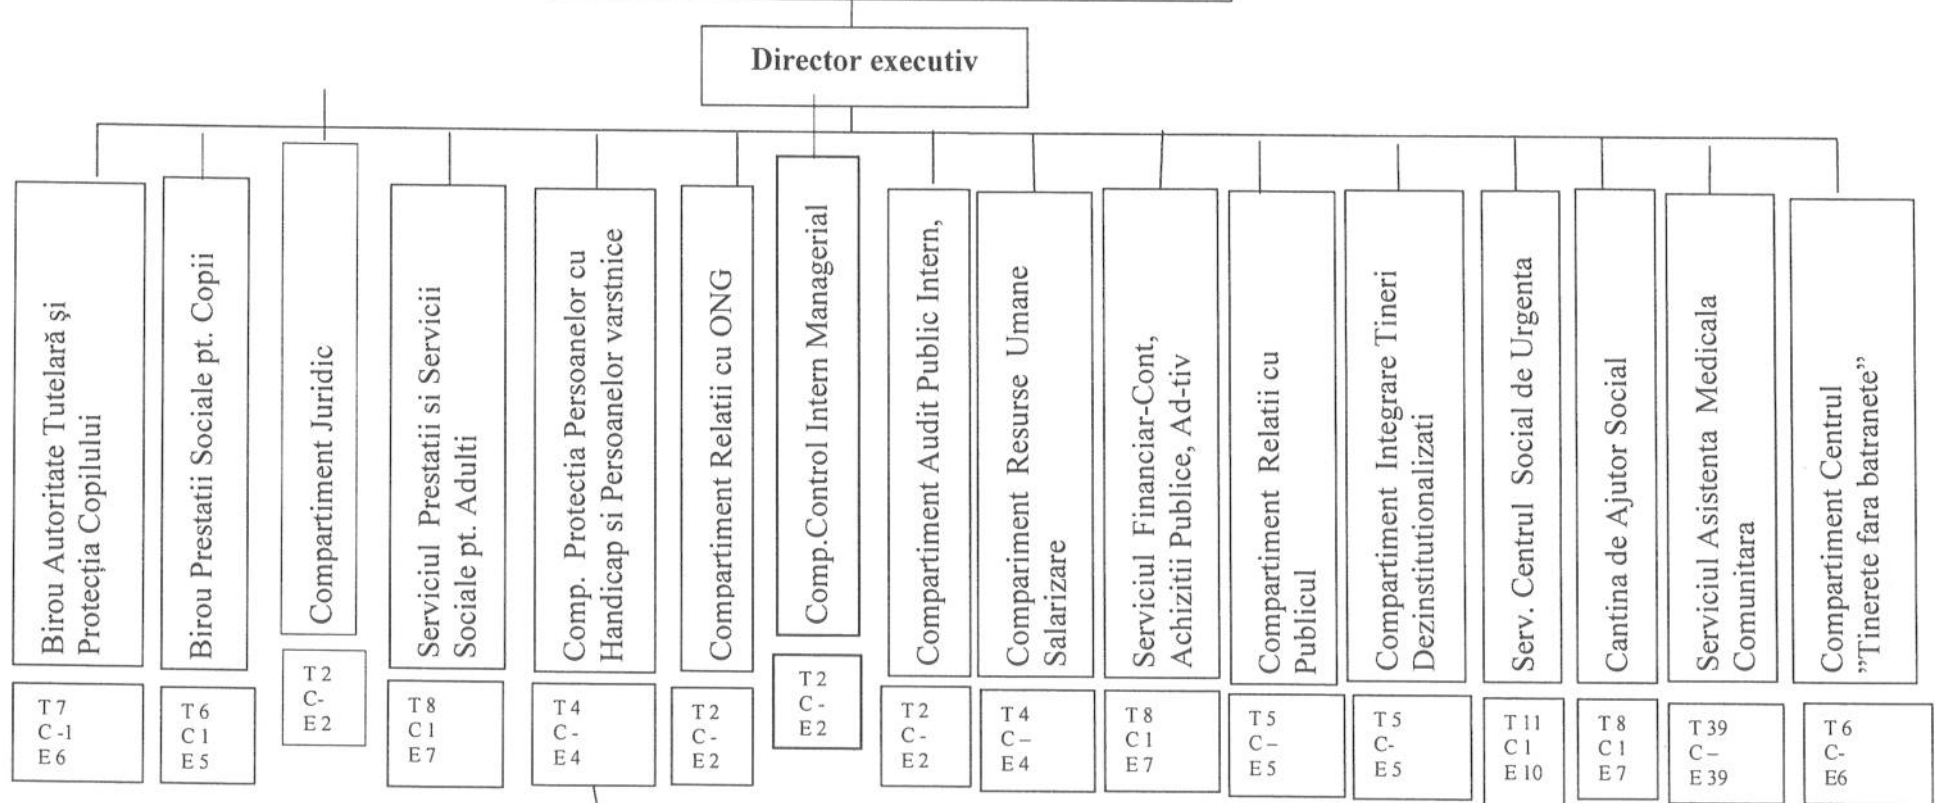 Director executiv
Birou Autoritate Tutelară şi
Protecția Copilului
T 7
C -1
E 6
Birou Prestatii Sociale pt. Copii
T 6
C 1
E 5
Compartiment Juridic
T 2
C-
E 2
Serviciul Prestatii si Servicii
Sociale pt. Adulti
T 8
C 1
E 7
Comp. Protectia Persoanelor cu
Handicap si Persoanelor varstnice
T 4
C -
E 4
Compartiment Relatii cu ONG
T 2
C -
E 2
Comp.Control Intern Managerial
T 2
C -
E 2
Compartiment Audit Public Intern,
T 2
C -
E 2
Compariment Resurse Umane
Salarizare
T 4
C –
E 4
Serviciul Financiar-Cont,
Achizitii Publice, Ad-tiv
T 8
C 1
E 7
Compartiment Relatii cu
Publicul
T 5
C –
E 5
Compartiment Integrare Tineri
Dezinstitutionalizati
T 5
C-
E 5
Serv. Centrul Social de Urgenta
T 11
C 1
E 10
Cantina de Ajutor Social
T 8
C 1
E 7
Serviciul Asistenta Medicala
Comunitara
T 39
C –
E 39
Compartiment Centrul
”Tinerete fara batranete”
T 6
C-
E6